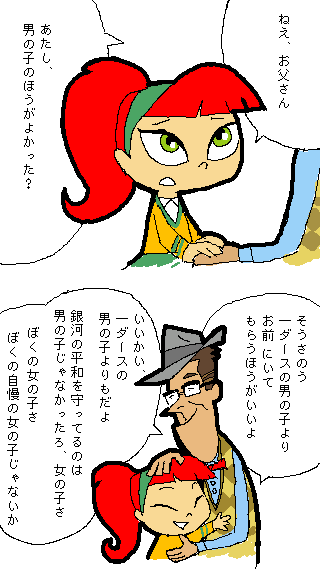 ねえ、お父さん
あたし、
男の子のほうがよかった?
そうさのう
一ダースの男の子より
お前にいて
もらうほうがいいよ
いいかい
一ダースの
男の子よりもだよ
銀河の平和を守ってるのは
男の子じゃなかったろ、女の子さ
ぼくの女の子さ
ぼくの自慢の女の子じゃないか